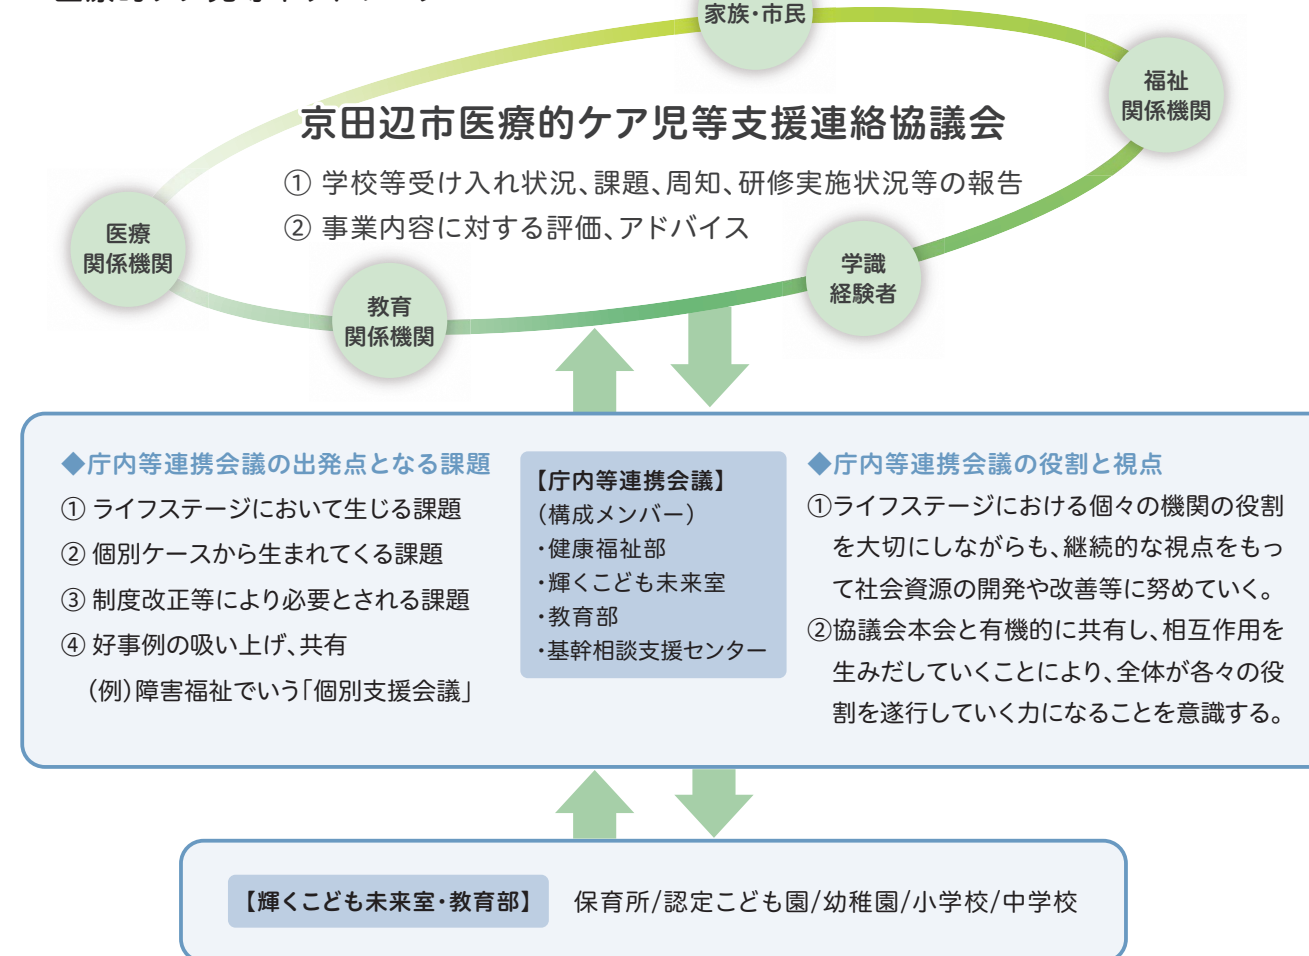 家族・市民
福祉
関係機関
京田辺市医療的ケア児等支援連絡協議会
① 学校等受け入れ状況、課題、周知、研修実施状況等の報告
② 事業内容に対する評価、アドバイス
医療
関係機関
学識
経験者
教育
関係機関
◆庁内等連携会議の出発点となる課題
① ライフステージにおいて生じる課題
② 個別ケースから生まれてくる課題
③ 制度改正等により必要とされる課題
④ 好事例の吸い上げ、共有
（例）障害福祉でいう「個別支援会議」
【庁内等連携会議】
（構成メンバー）
・健康福祉部
・輝くこども未来室
・教育部
・基幹相談支援センター
◆庁内等連携会議の役割と視点
①ライフステージにおける個々の機関の役割
を大切にしながらも、継続的な視点をもっ
て社会資源の開発や改善等に努めていく。
②協議会本会と有機的に共有し、相互作用を
生みだしていくことにより、全体が各々の役
割を遂行していく力になることを意識する。
【輝くこども未来室・教育部】
保育所/認定こども園/幼稚園/小学校/中学校